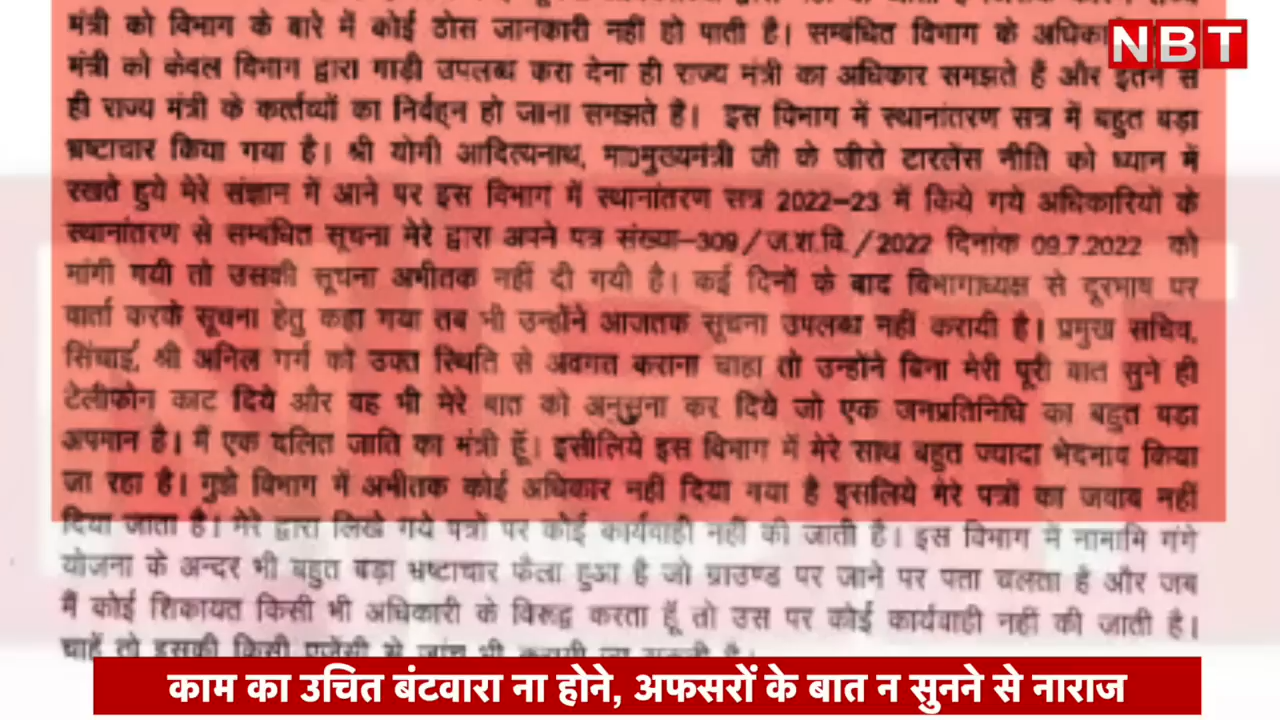 मंत्री को विभाग के बारे में कोई ठोस जानकारी नहीं हो पाती है। सम्बंधित विभाग के
NBT
मंत्री को केवल विभाग द्वारा गाड़ी उपलब्ध करा देना ही राज्य मंत्री का अधिकार समझते हैं और इतने से
ही राज्य मंत्री के कर्त्तव्यों का निर्वहन हो जाना समझते है। इस विभाग में स्थानांतरण सत्र में बहुत बड़ा
भ्रष्टाचार किया गया है। श्री योगी आदित्यनाथ, मा0मुख्यमंत्री जी के जीरो टारलेंस नीति को ध्यान में
रखते हुये मेरे संज्ञान में आने पर इस विभाग में स्थानांतरण सत्र 2022-23 में किये गये अधिकारियों के
स्थानांतरण से सम्बंधित सूचना मेरे द्वारा अपने पत्र संख्या-309/ज.श.वि./2022 दिनांक 09.7.2022 को
मांगी गयी तो उसकी सूचना अभीतक नहीं दी गयी है। कई दिनों के बाद विभागाध्यक्ष से दूरभाष पर
वार्ता करके सूचना हेतु कहा गया तब भी उन्होंने आजतक सूचना उपलब्ध नहीं करायी है। प्रमुख सचिव,
सिंचाई, श्री अनिल गर्ग को उक्त स्थिति से अवगत कराना चाहा तो उन्होंने बिना मेरी पूरी बात सुने ही
टेलीफोन काट दिये और वह भी मेरे बात को अनुसुना कर दिये जो एक जनप्रतिनिधि का बहुत बडा
अपमान है। मैं एक दलित जाति का मंत्री हूँ। इसीलिये इस विभाग में मेरे साथ बहुत ज्यादा भेदभाव किया
जा रहा है। मुझे विभाग में अभीतक कोई अधिकार नहीं दिया गया है इसलिये मेरे पत्रों का जवाब नहीं
दिया जाता है। मेरे द्वारा लिखे गये पत्रों पर कोई कार्यवाही नहीं की जाती है। इस विभाग में नामामि गंगे
योजना के अन्दर भी बहुत बडा भ्रष्टाचार फैला हुआ है जो ग्राउण्ड पर जाने पर पता चलता है और जब
मैं कोई शिकायत किसी भी अधिकारी के विरूद्ध करता हूँ तो उस पर कोई कार्यवाही नहीं की जाती है।
चाहें तो इसकी किसी एजेंसी से जांच भी करायी जा सकती है।
काम का उचित बंटवारा ना होने, अफसरों के बात न सुनने से नाराज